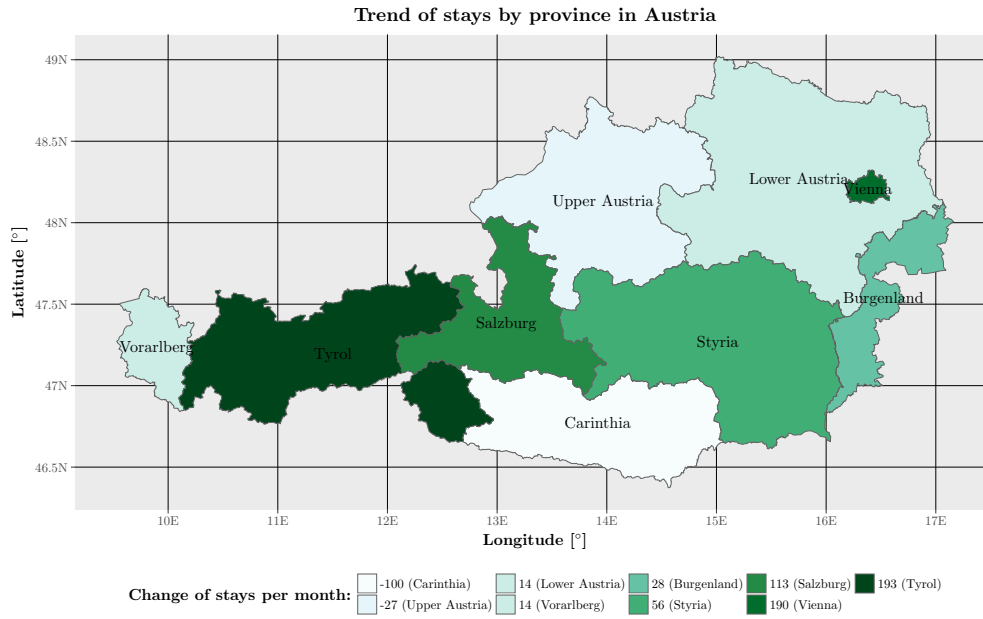 Trend of stays by province in Austria
49N
48.5N
48N
47.5N
47N
46.5N
Latitude [°]
Upper Austria
Lower Austria
Vienna
Burgenland
Vorarlberg
Tyrol
Salzburg
Styria
Carinthia
10E 11E 12E 13E 14E 15E 16E 17E
Longitude [°]
Change of stays per month:
-100 (Carinthia) 14 (Lower Austria) 28 (Burgenland) 113 (Salzburg) 193 (Tyrol)
-27 (Upper Austria) 14 (Vorarlberg) 56 (Styria) 190 (Vienna)